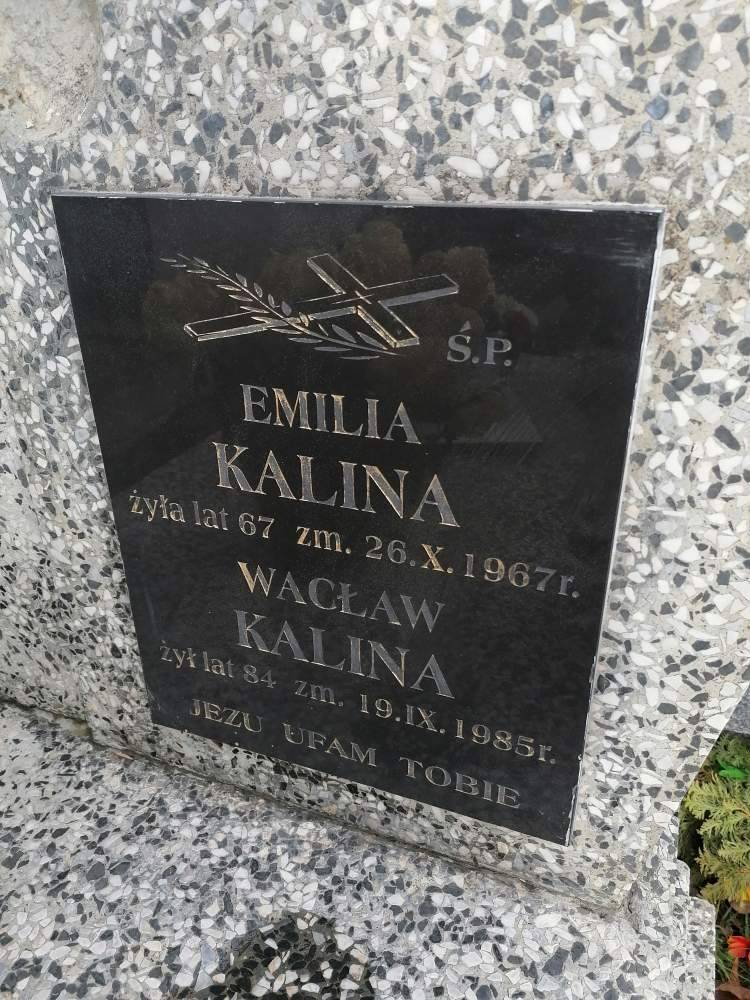 Ś.P.
EMILIA
KALINA
żyła lat 67 zm. 26.X.1967r.
WACŁAW
KALINA
żył lat 84 zm. 19.IX.1985r.
JEZU UFAM TOBIE